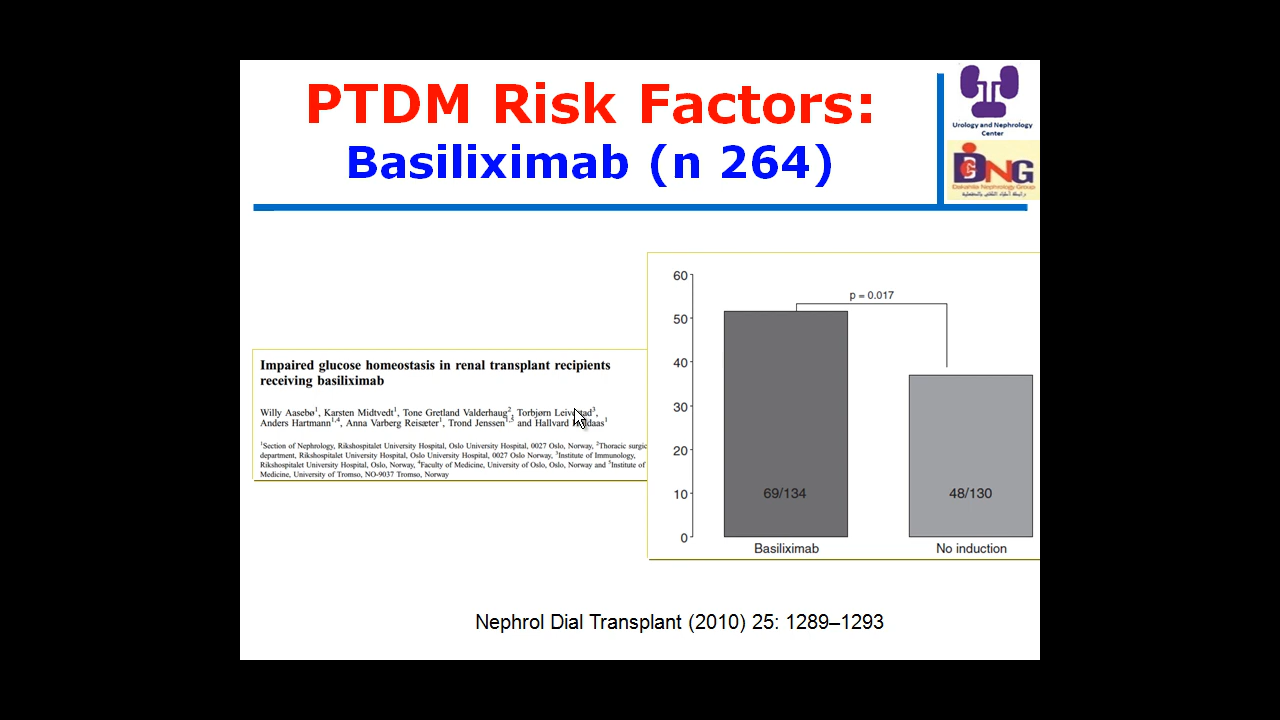 PTDM Risk Factors:
Basiliximab (n 264)
Urology and Nephrology
Center
DNG
Dakahlia Nephrology Group
Impaired glucose homeostasis in renal transplant recipients
receiving basiliximab
Willy Aasebø1, Karsten Midtvedt1, Tone Gretland Valderhaug2, Torbjørn Leivestad3,
Anders Hartmann1,4, Anna Varberg Reisæter1, Trond Jenssen1,5 and Hallvard Holdaas1
1Section of Nephrology, Rikshospitalet University Hospital, Oslo University Hospital, 0027 Oslo, Norway, 2Thoracic surgic
department, Rikshospitalet University Hospital, Oslo University Hospital, 0027 Oslo Norway, 3Institute of Immunology,
Rikshospitalet University Hospital, Oslo, Norway, 4Faculty of Medicine, University of Oslo, Oslo, Norway and 5Institute of
Medicine, University of Tromso, NO-9037 Tromso, Norway
60
50
40
30
20
10
0
p = 0.017
69/134
48/130
Basiliximab
No induction
Nephrol Dial Transplant (2010) 25: 1289–1293